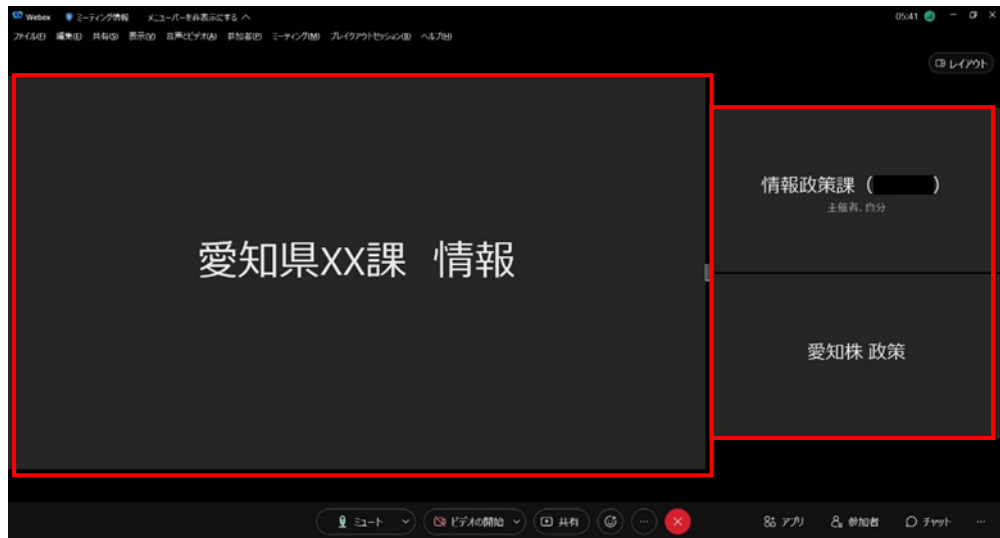 Webex ミーティング情報 メニューバーを非表示にする ヘ 05:41
ファイル(F) 編集(E) 共有(S) 表示(V) 音声とビデオ(A) 参加者(P) ミーティング(M) ブレイクアウトセッション(B) ヘルプ(H)
レイアウト
愛知県XX課 情報
情報政策課（ ）
主催者、自分
愛知株 政策
ミュート ビデオの開始 共有 アプリ 参加者 チャット